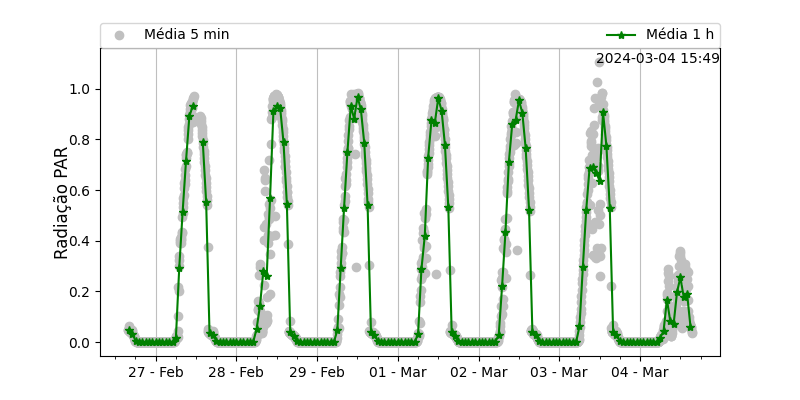 Média 5 min
Média 1 h
2024-03-04 15:49
Radiação PAR
1.0
0.8
0.6
0.4
0.2
0.0
27 - Feb
28 - Feb
29 - Feb
01 - Mar
02 - Mar
03 - Mar
04 - Mar